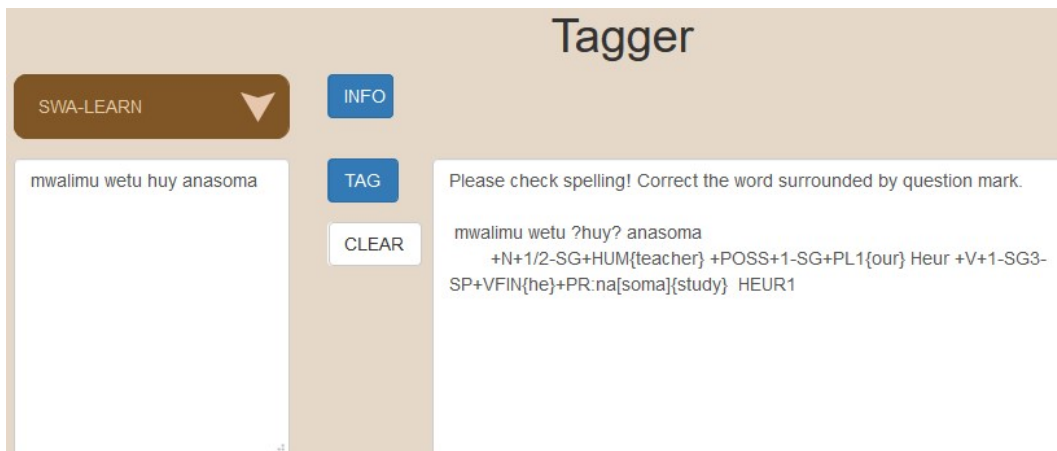 Tagger
SWA-LEARN
INFO
mwalimu wetu huy anasoma
TAG
CLEAR
Please check spelling! Correct the word surrounded by question mark.
mwalimu wetu ?huy? anasoma
+N+1/2-SG+HUM{teacher} +POSS+1-SG+PL1{our} Heur +V+1-SG3-
SP+VFIN{he}+PR:na[soma]{study} HEUR1